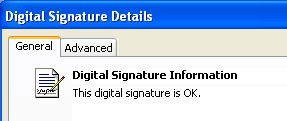 Digital Signature Details
General Advanced
Digital Signature Information
This digital signature is OK.